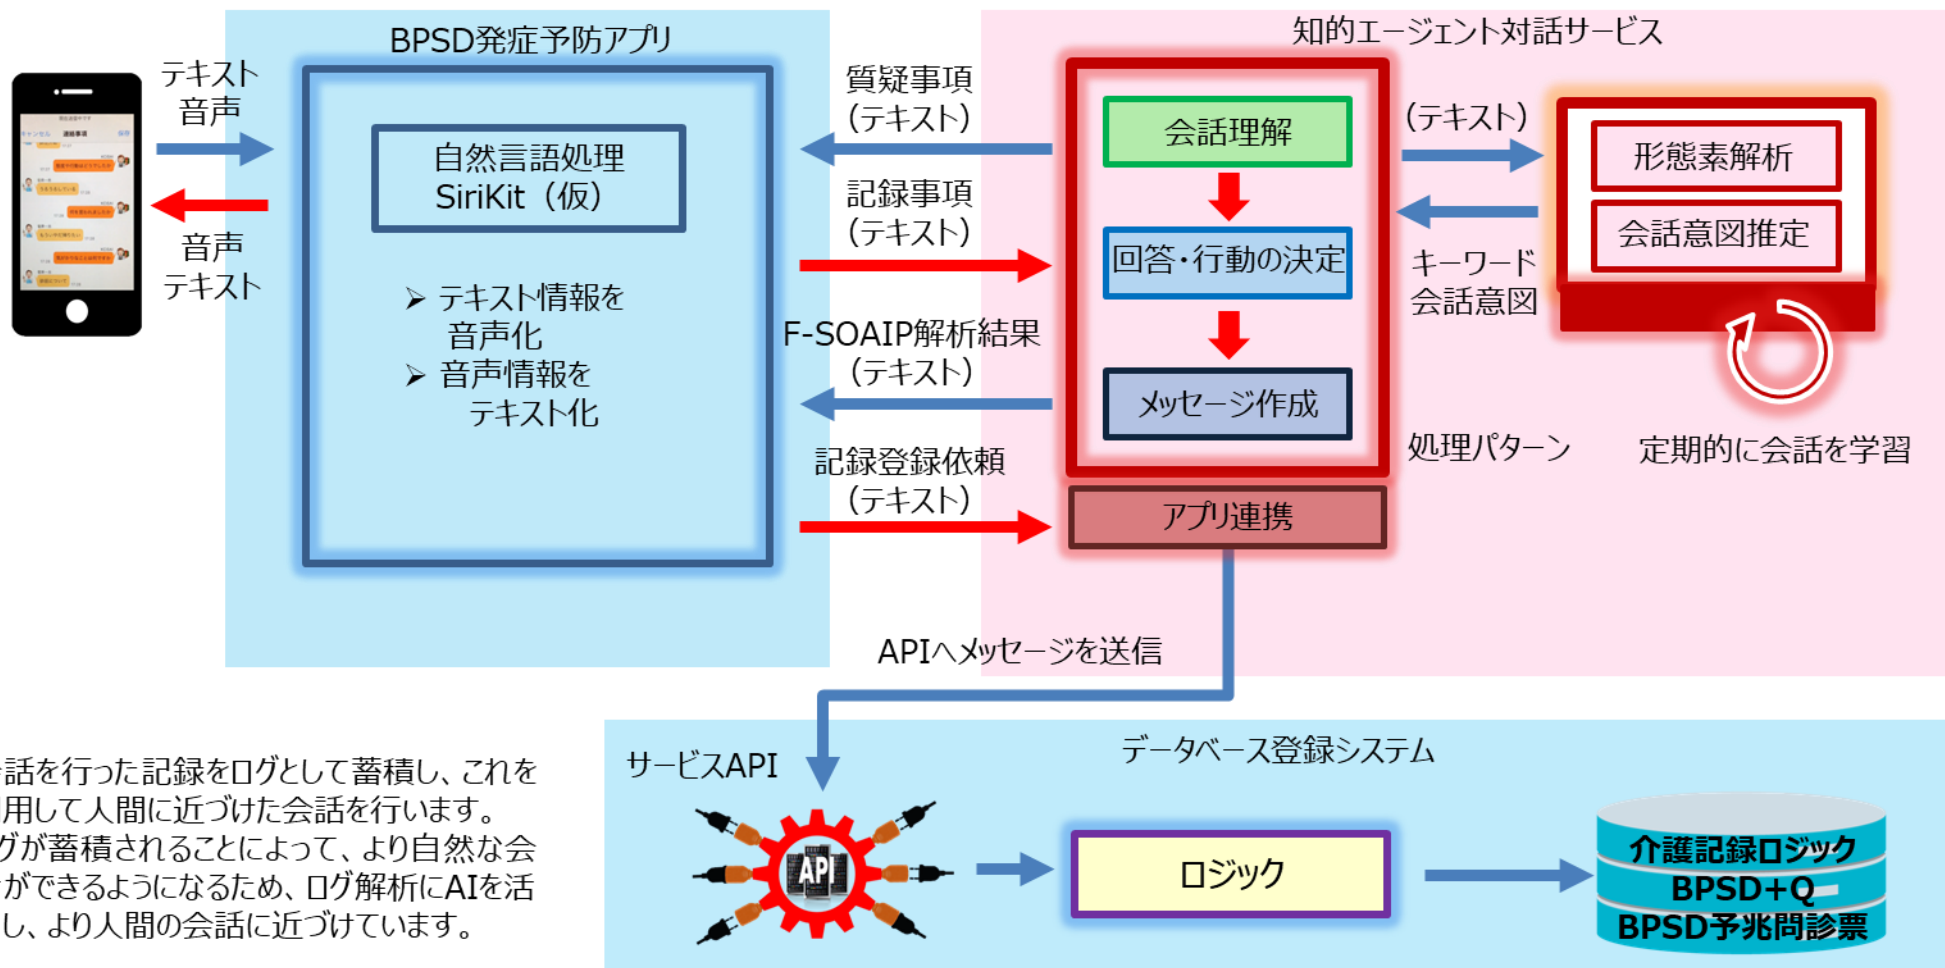 BPSD発症予防アプリ
知的エージェント対話サービス
テキスト
音声
音声
テキスト
連絡事項
自然言語処理
SiriKit（仮）
➢ テキスト情報を
音声化
➢ 音声情報を
テキスト化
質疑事項
（テキスト）
記録事項
（テキスト）
F-SOAIP解析結果
（テキスト）
記録登録依頼
（テキスト）
会話理解
回答・行動の決定
メッセージ作成
アプリ連携
（テキスト）
キーワード
会話意図
処理パターン
形態素解析
会話意図推定
定期的に会話を学習
APIへメッセージを送信
話を行った記録をログとして蓄積し、これを
用して人間に近づけた会話を行います。
グが蓄積されることによって、より自然な会
ができるようになるため、ログ解析にAIを活
し、より人間の会話に近づけています。
サービスAPI
データベース登録システム
API
ロジック
介護記録ロジック
BPSD+Q
BPSD予兆問診票